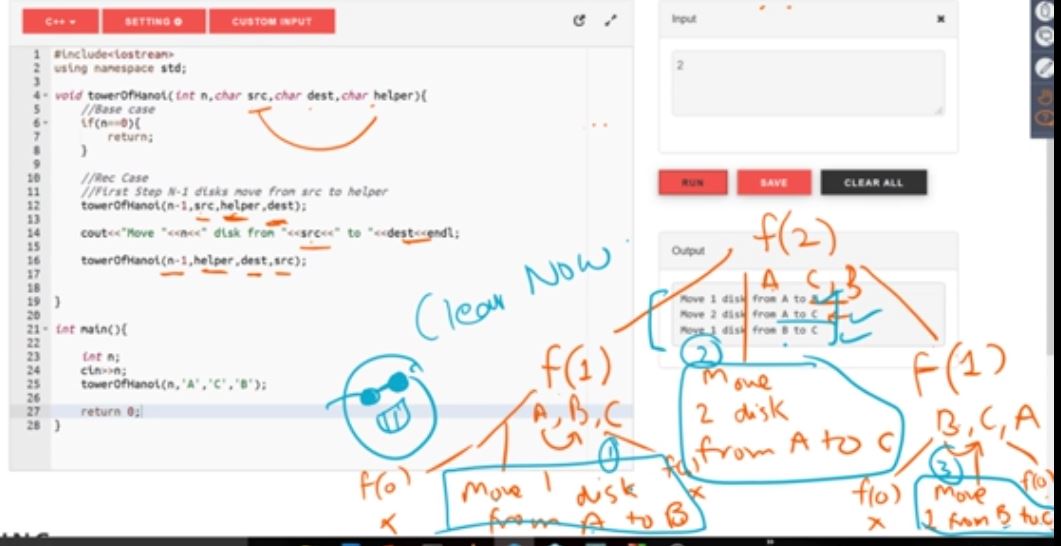 C++
SETTING
CUSTOM INPUT
1 #include<iostream>
2 using namespace std;
3
4 void towerOfHanoi(int n,char src,char dest,char helper){
5 //Base case
6 if(n==0){
7 return;
8 }
9
10 //Rec Case
11 //First Step N-1 disks move from src to helper
12 towerOfHanoi(n-1,src,helper,dest);
13
14 cout<<"Move "<<n<<" disk from "<<src<<" to "<<dest<<endl;
15
16 towerOfHanoi(n-1,helper,dest,src);
17
18
19 }
20
21 int main(){
22
23 int n;
24 cin>>n;
25 towerOfHanoi(n,'A','C','B');
26
27 return 0;
28 }
Input
2
RUN
SAVE
CLEAR ALL
Output
Move 1 disk from A to
Move 2 disk from A to C
Move 1 disk from B to C
Clear Now
f(2)
A C, B
f(1)
A, B, C
f(0)
x
1
Move 1 disk
from A to B
f(0)
x
2
Move
2 disk
from A to C
F(1)
B, C, A
f(0)
x
3
Move
1 from B to C
f(0)